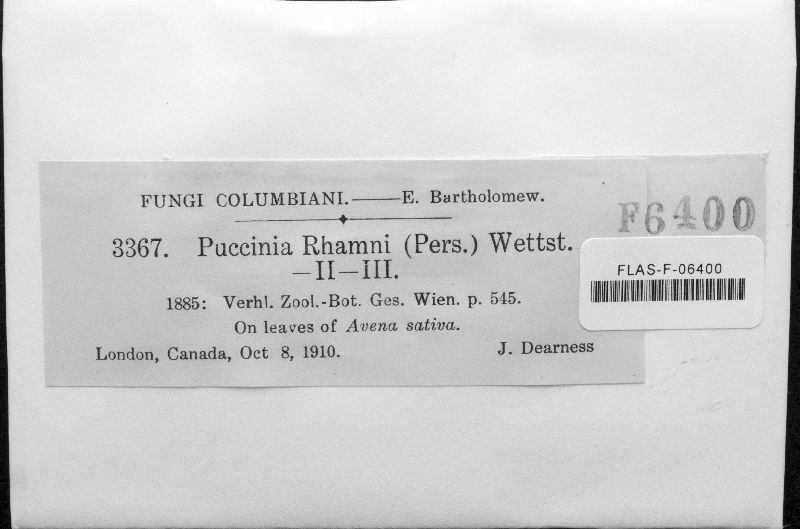 FUNGI COLUMBIANI.——E. Bartholomew.
F6400
3367. Puccinia Rhamni (Pers.) Wettst.
—II—III.
FLAS-F-06400
1885: Verhl. Zool.-Bot. Ges. Wien. p. 545.
On leaves of Avena sativa.
London, Canada, Oct 8, 1910. J. Dearness